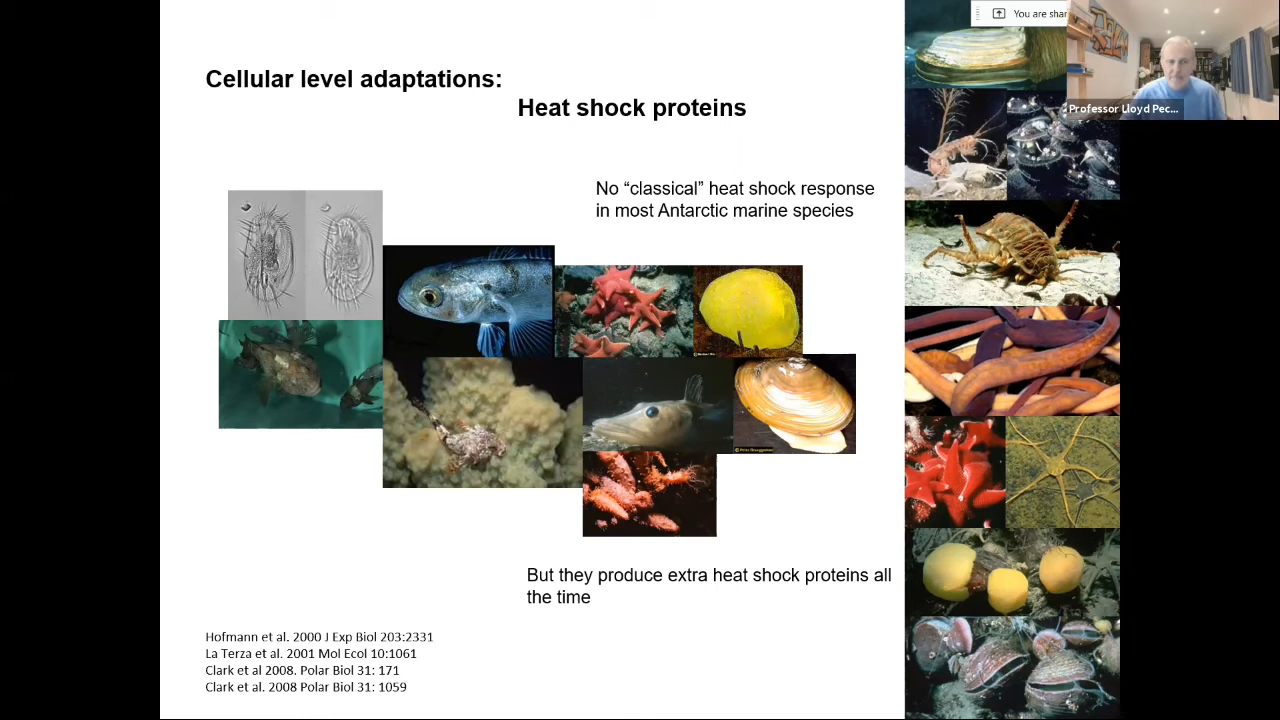 You are shar
Professor Lloyd Pec...
Cellular level adaptations:
Heat shock proteins
No “classical” heat shock response
in most Antarctic marine species
But they produce extra heat shock proteins all
the time
Hofmann et al. 2000 J Exp Biol 203:2331
La Terza et al. 2001 Mol Ecol 10:1061
Clark et al 2008. Polar Biol 31: 171
Clark et al. 2008 Polar Biol 31: 1059